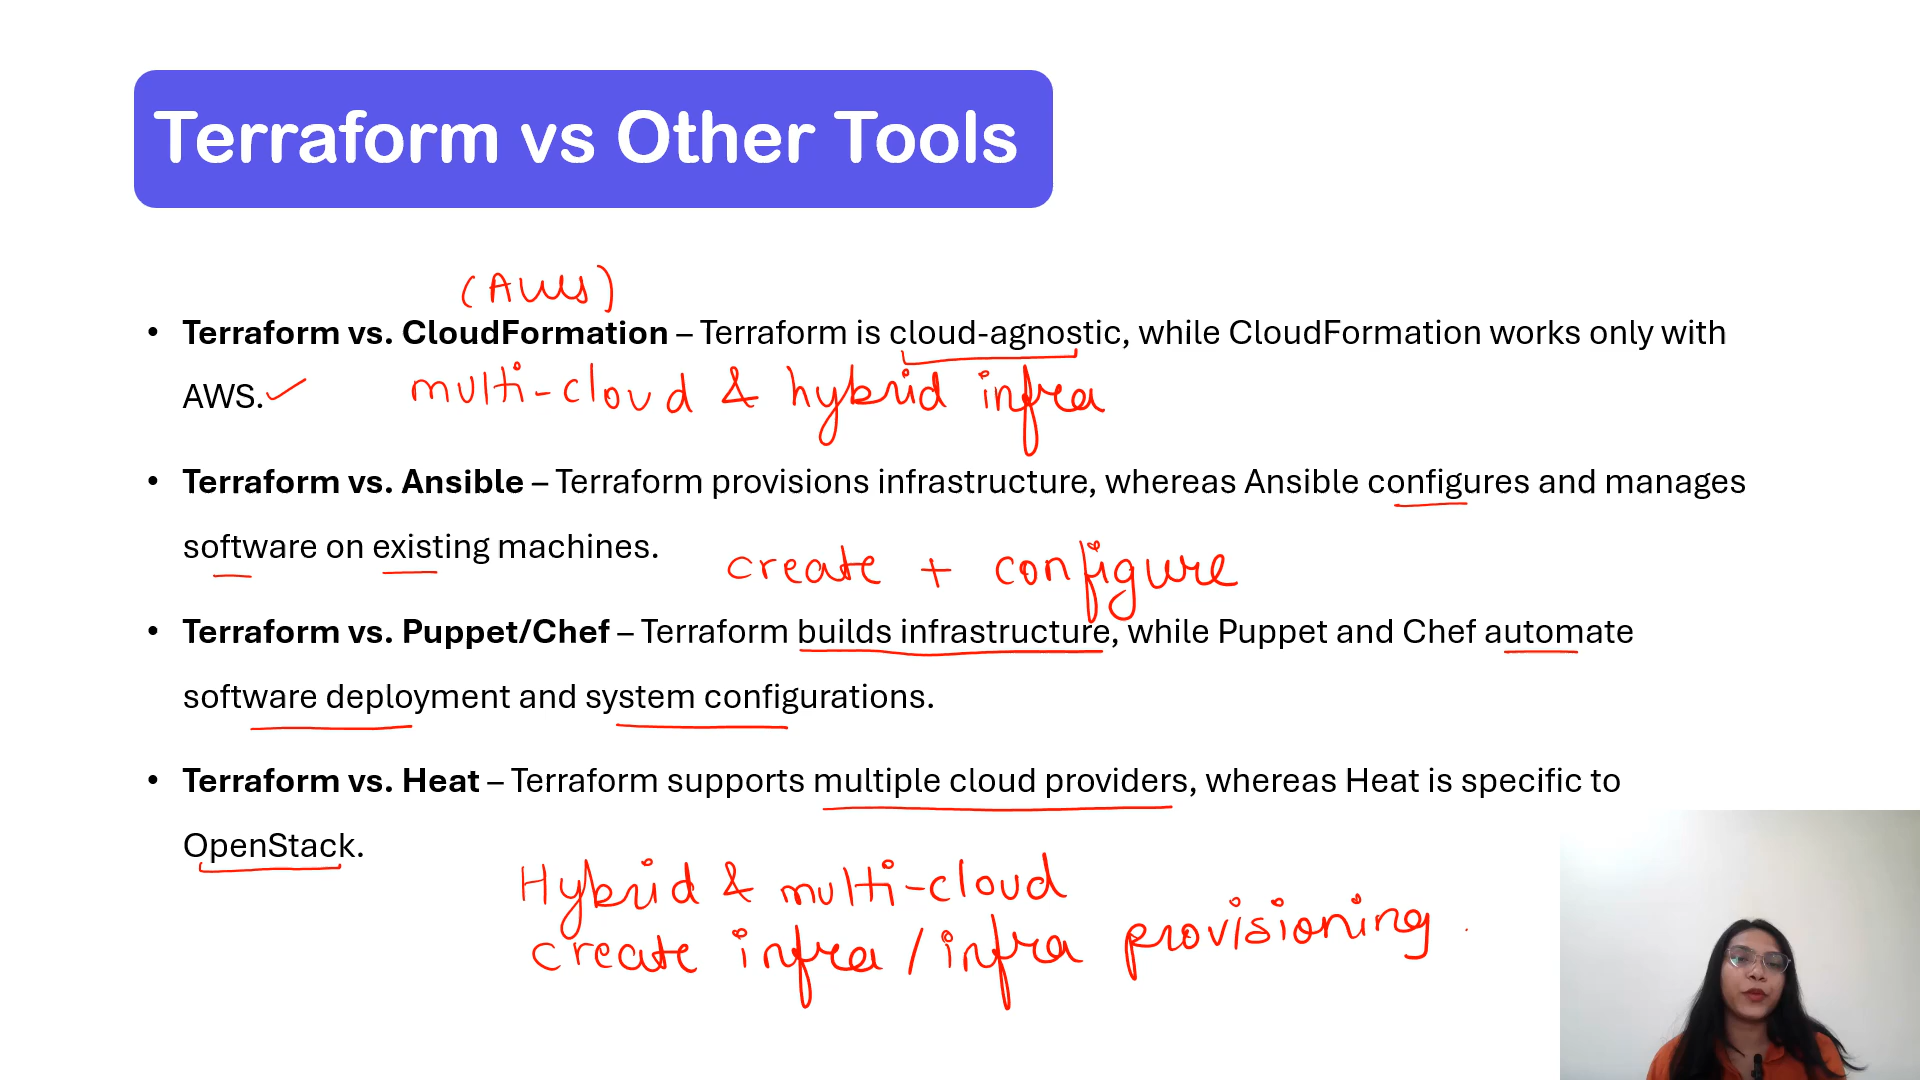 Terraform vs Other Tools
(AWS)
• Terraform vs. CloudFormation – Terraform is cloud-agnostic, while CloudFormation works only with
AWS.
multi-cloud & hybrid infra
• Terraform vs. Ansible – Terraform provisions infrastructure, whereas Ansible configures and manages
software on existing machines.
create + configure
• Terraform vs. Puppet/Chef – Terraform builds infrastructure, while Puppet and Chef automate
software deployment and system configurations.
• Terraform vs. Heat – Terraform supports multiple cloud providers, whereas Heat is specific to
OpenStack.
Hybrid & multi-cloud
create infra / infra provisioning.